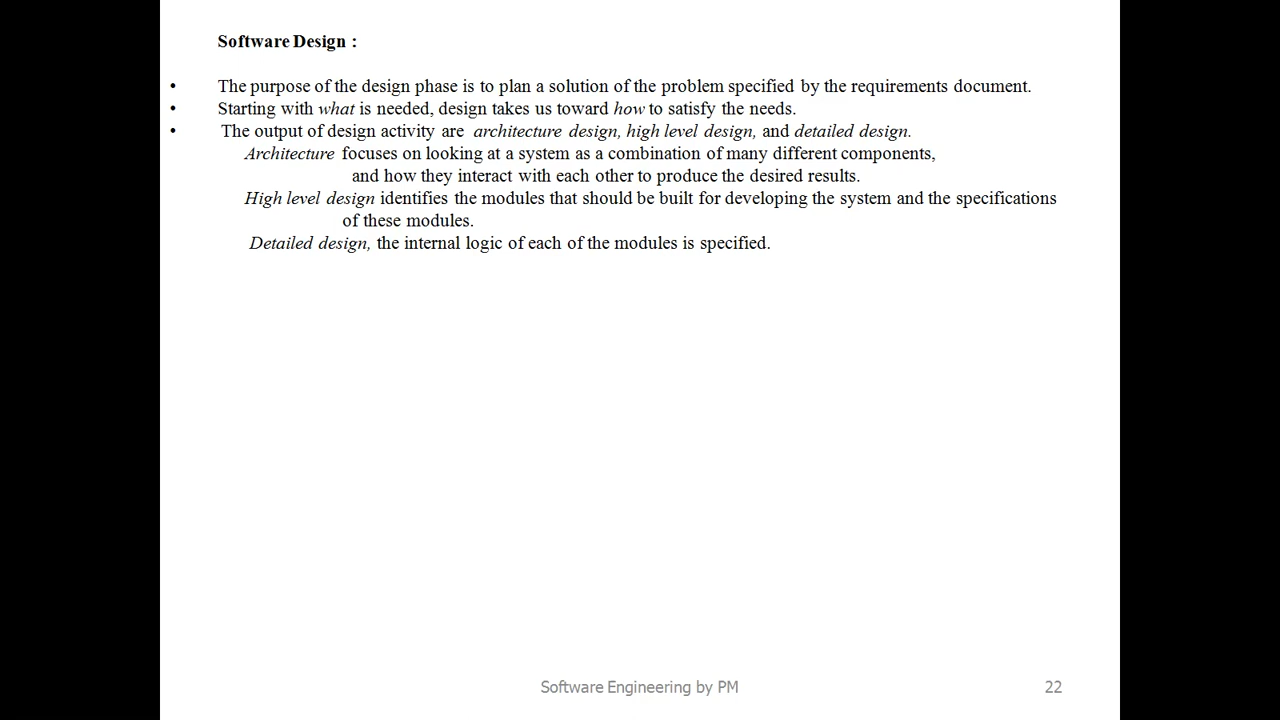 Software Design :
• The purpose of the design phase is to plan a solution of the problem specified by the requirements document.
• Starting with what is needed, design takes us toward how to satisfy the needs.
• The output of design activity are architecture design, high level design, and detailed design.
Architecture focuses on looking at a system as a combination of many different components,
and how they interact with each other to produce the desired results.
High level design identifies the modules that should be built for developing the system and the specifications
of these modules.
Detailed design, the internal logic of each of the modules is specified.
Software Engineering by PM
22